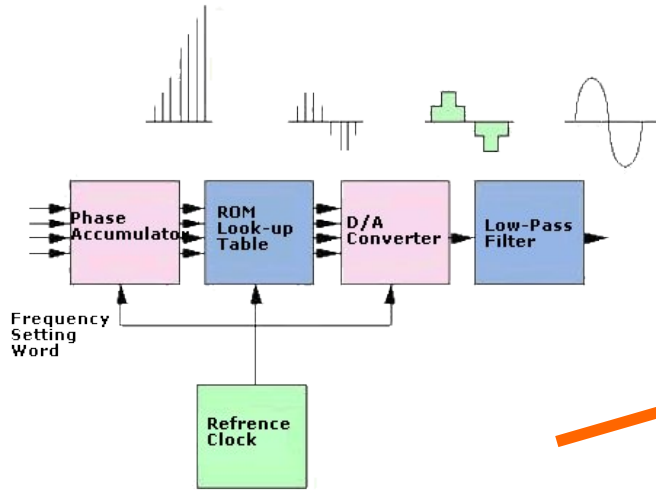 Phase
Accumulator
ROM
Look-up
Table
D/A
Converter
Low-Pass
Filter
Frequency
Setting
Word
Refrence
Clock